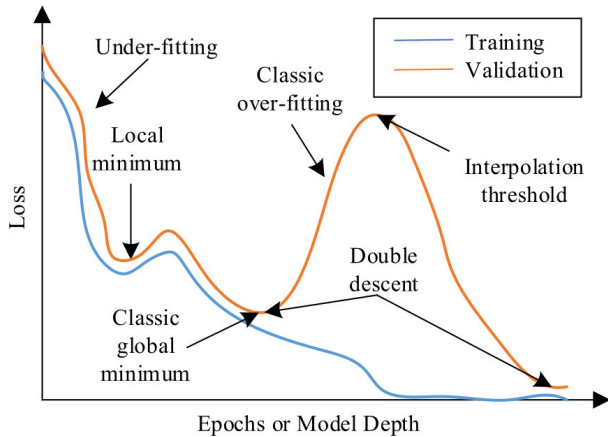 Under-fitting
Training
Validation
Classic
over-fitting
Local
minimum
Interpolation
threshold
Loss
Double
descent
Classic
global
minimum
Epochs or Model Depth